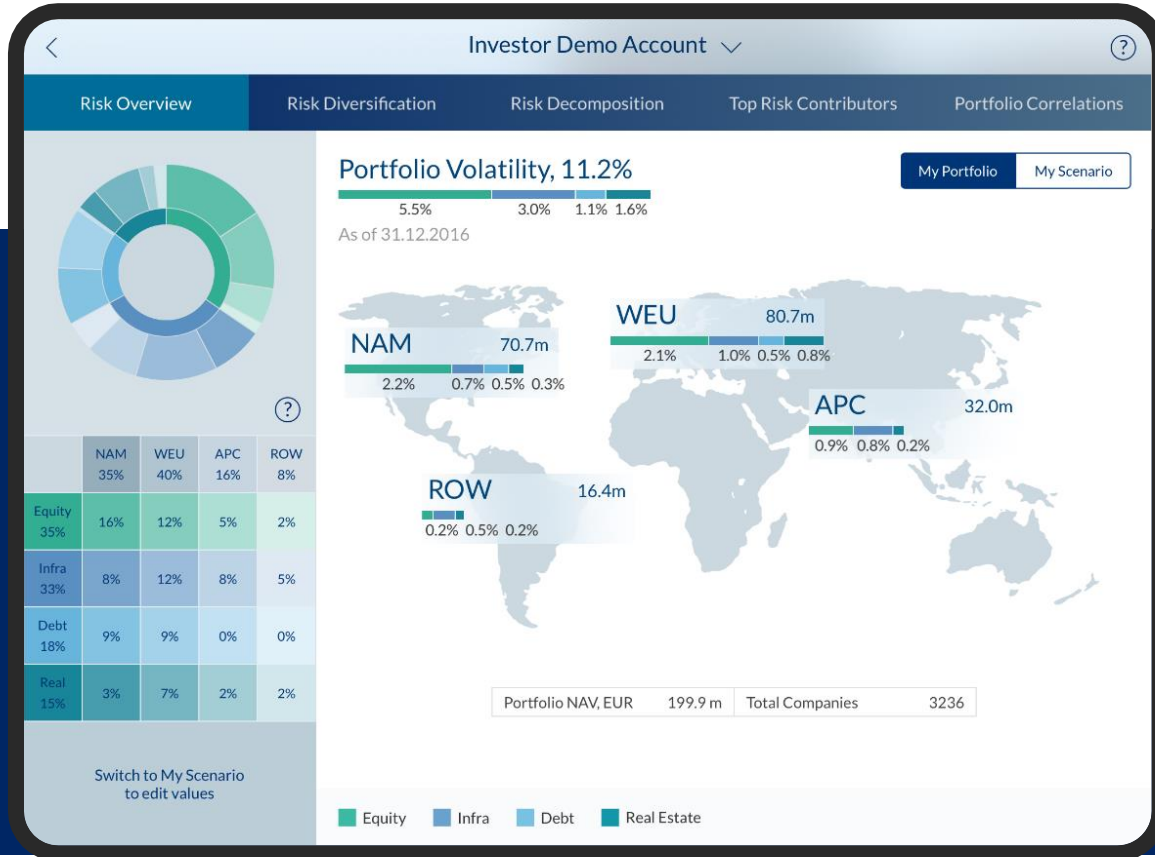 Investor Demo Account
?
Risk Overview Risk Diversification Risk Decomposition Top Risk Contributors Portfolio Correlations
Portfolio Volatility, 11.2%
My Portfolio My Scenario
5.5% 3.0% 1.1% 1.6%
As of 31.12.2016
NAM 70.7m
2.2% 0.7% 0.5% 0.3%
WEU 80.7m
2.1% 1.0% 0.5% 0.8%
APC 32.0m
0.9% 0.8% 0.2%
ROW 16.4m
0.2% 0.5% 0.2%
?
NAM WEU APC ROW
35% 40% 16% 8%
Equity
35%
16% 12% 5% 2%
Infra
33%
8% 12% 8% 5%
Debt
18%
9% 9% 0% 0%
Real
15%
3% 7% 2% 2%
Switch to My Scenario
to edit values
Portfolio NAV, EUR 199.9 m Total Companies 3236
Equity Infra Debt Real Estate